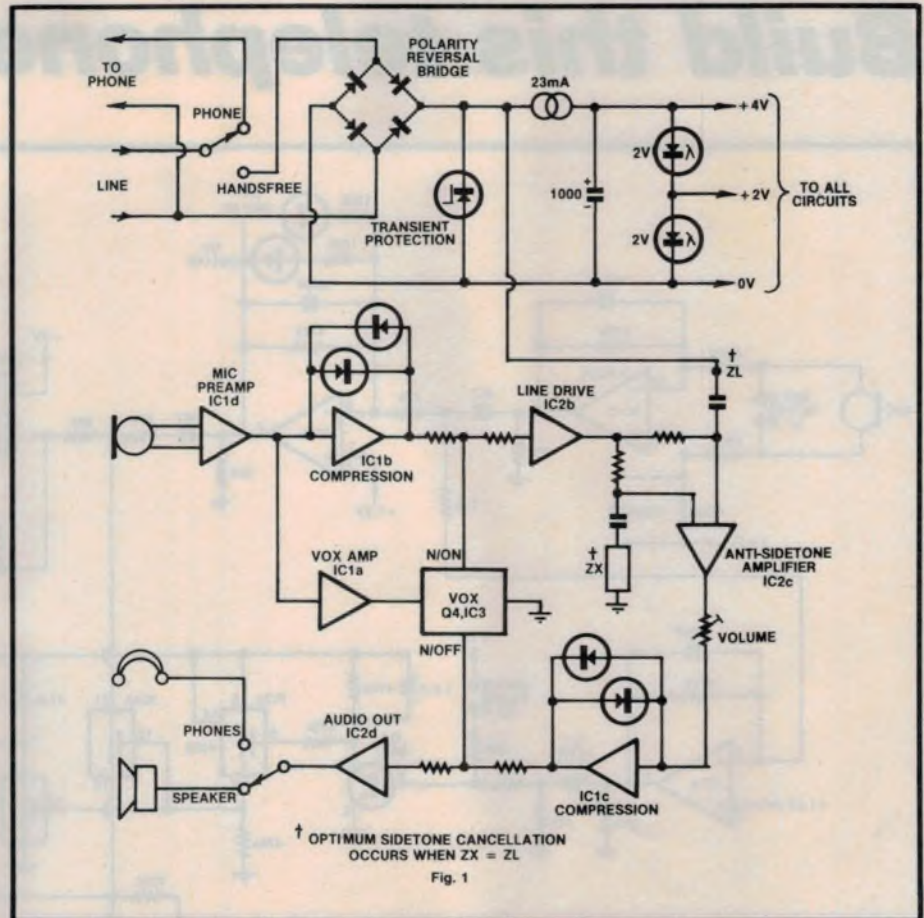 Build this telephone
POLARITY
REVERSAL
BRIDGE
TO
PHONE
PHONE
LINE
HANDSFREE
TRANSIENT
PROTECTION
23mA
1000
+
−
2V
λ
2V
λ
+4V
+2V
0V
TO ALL
CIRCUITS
MIC
PREAMP
IC1d
IC1b
COMPRESSION
LINE DRIVE
IC2b
†
ZL
†
ZX
ANTI-SIDETONE
AMPLIFIER
IC2c
VOX AMP
IC1a
N/ON
VOX
Q4,IC3
N/OFF
VOLUME
PHONES
SPEAKER
AUDIO OUT
IC2d
IC1c
COMPRESSION
† OPTIMUM SIDETONE CANCELLATION
OCCURS WHEN ZX = ZL
Fig. 1